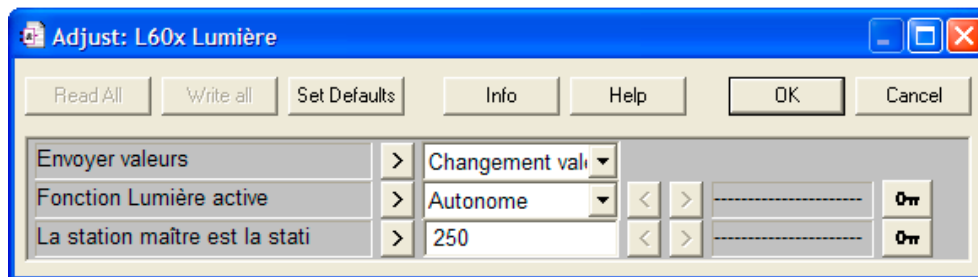 Adjust: L60x Lumière
Read All Write all Set Defaults Info Help OK Cancel
Envoyer valeurs > Changement val
Fonction Lumière active > Autonome < > --------------------
La station maître est la stati > 250 < > --------------------